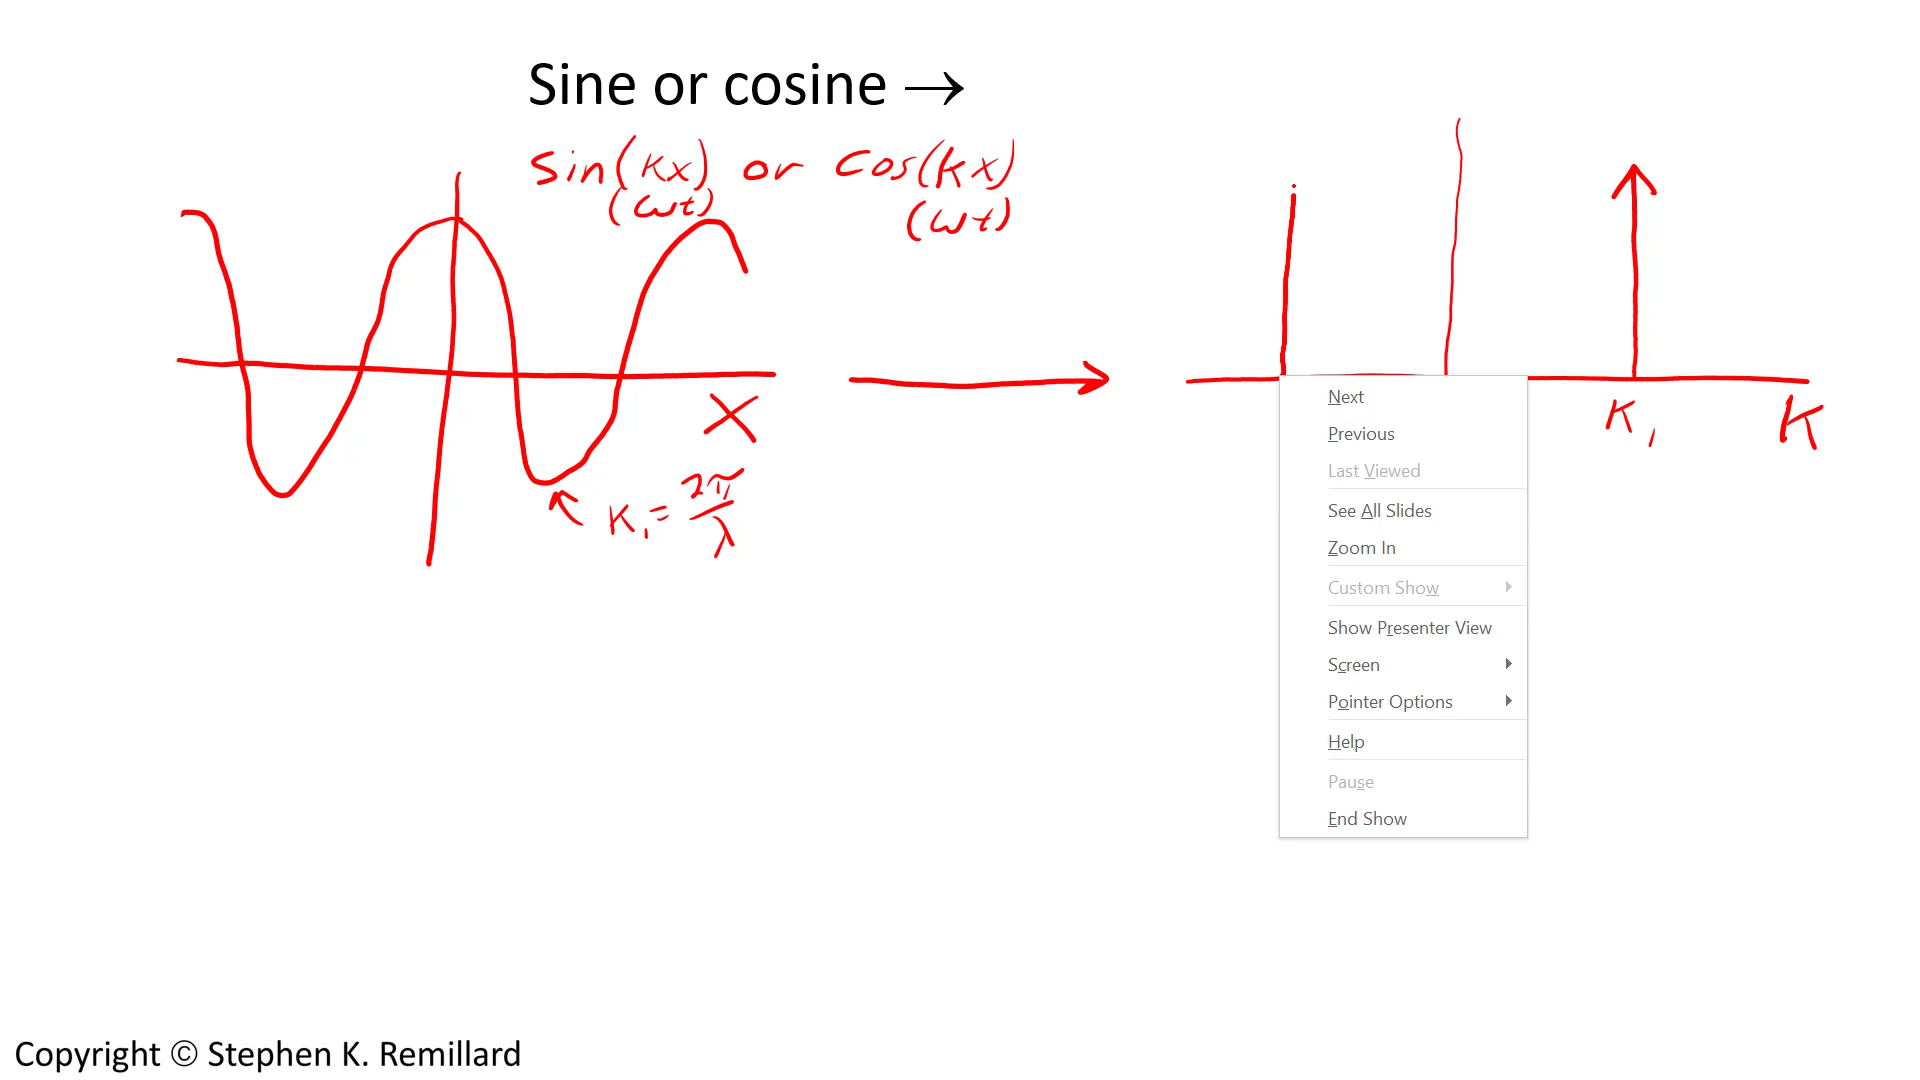 Sine or cosine →
Sin(kx) or Cos(kx)
(ωt) (ωt)
x
K₁ = 2π/λ
K₁
K
Next
Previous
Last Viewed
See All Slides
Zoom In
Custom Show
Show Presenter View
Screen
Pointer Options
Help
Pause
End Show
Copyright © Stephen K. Remillard